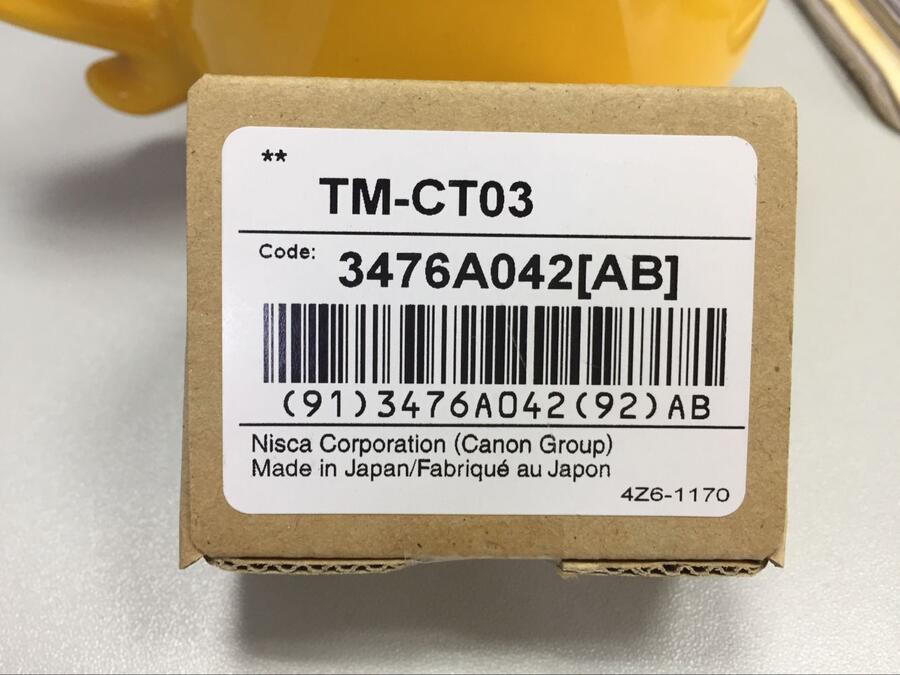 **
TM-CT03
Code: 3476A042[AB]
(91)3476A042(92)AB
Nisca Corporation (Canon Group)
Made in Japan/Fabriqué au Japon
4Z6-1170